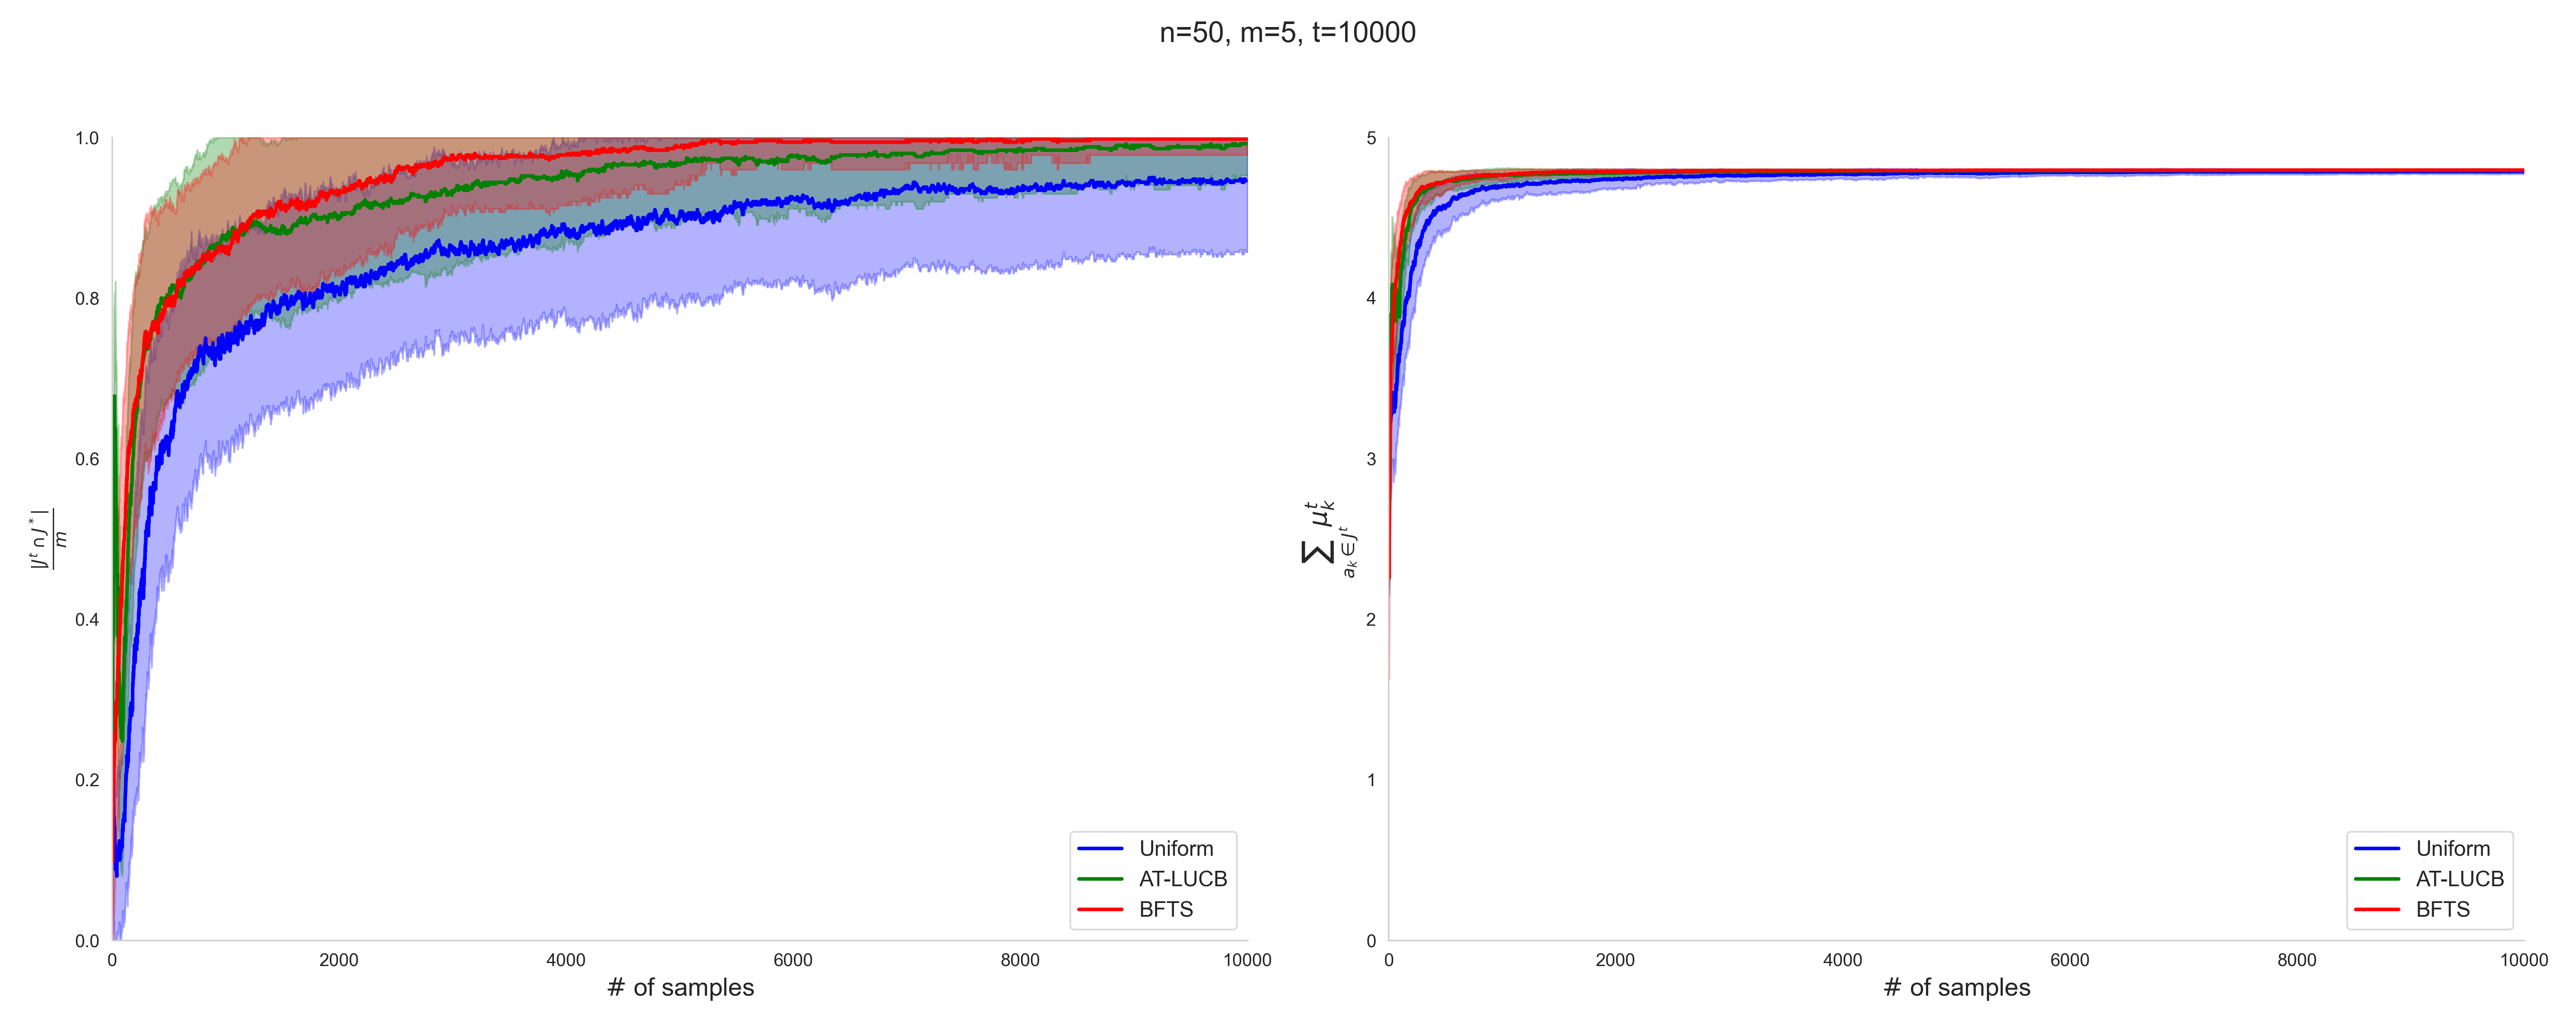 n=50, m=5, t=10000
1.0
0.8
0.6
0.4
0.2
0.0
|J^t ∩ J^*|
m
0
2000
4000
6000
8000
10000
# of samples
Uniform
AT-LUCB
BFTS
5
4
3
2
1
0
∑_{a_k ∈ J^t} μ_k^t
0
2000
4000
6000
8000
10000
# of samples
Uniform
AT-LUCB
BFTS